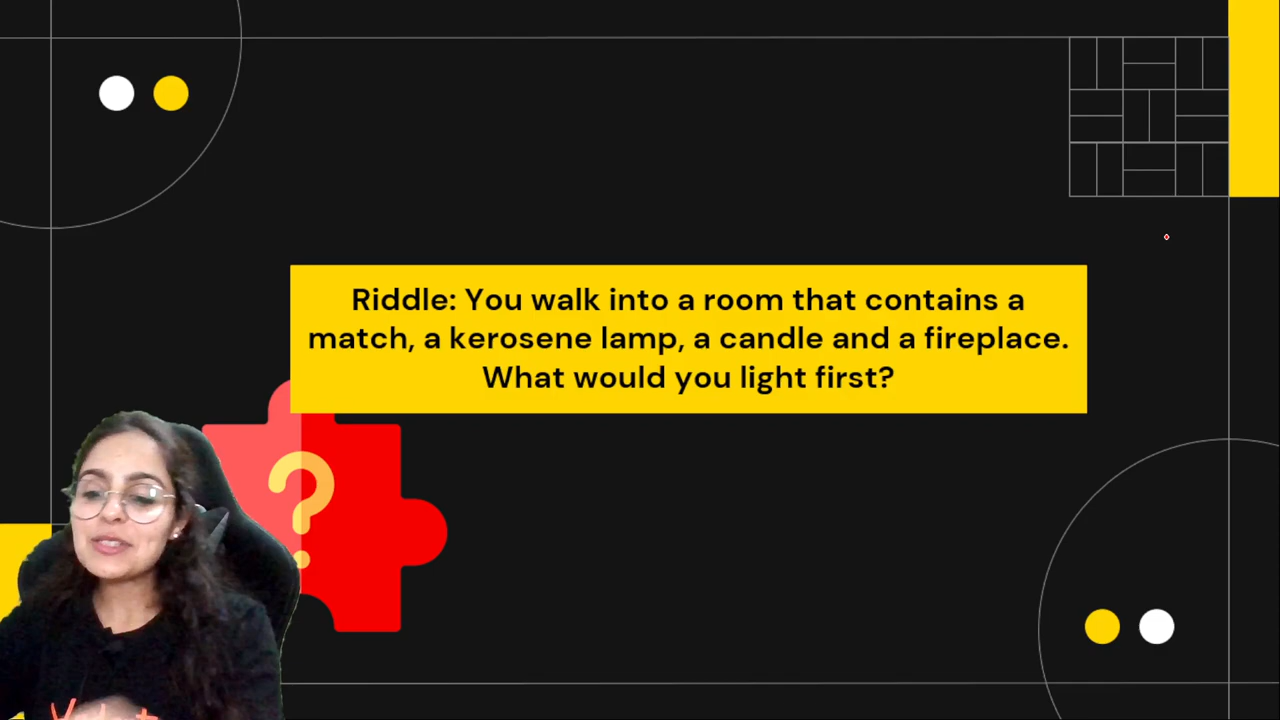 Riddle: You walk into a room that contains a
match, a kerosene lamp, a candle and a fireplace.
What would you light first?
?